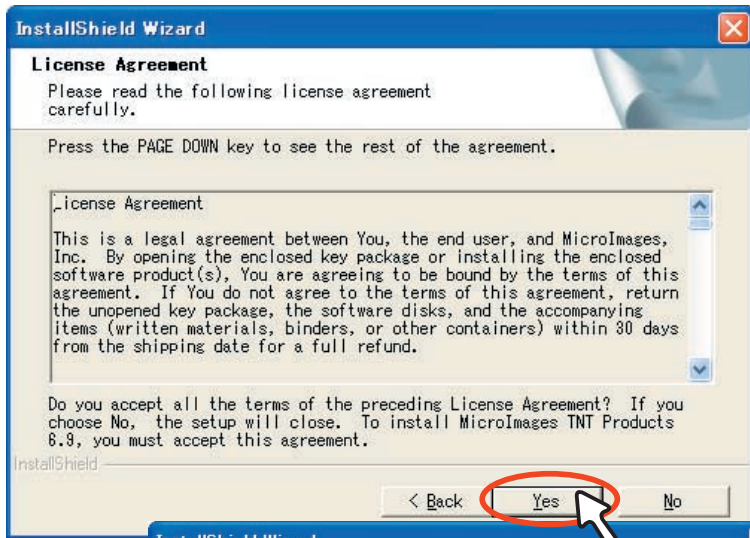 InstallShield Wizard
License Agreement
Please read the following license agreement
carefully.
Press the PAGE DOWN key to see the rest of the agreement.
License Agreement
This is a legal agreement between You, the end user, and MicroImages,
Inc.  By opening the enclosed key package or installing the enclosed
software product(s), You are agreeing to be bound by the terms of this
agreement.  If You do not agree to the terms of this agreement, return
the unopened key package, the software disks, and the accompanying
items (written materials, binders, or other containers) within 30 days
from the shipping date for a full refund.
Do you accept all the terms of the preceding License Agreement?  If you
choose No,  the setup will close.  To install MicroImages TNT Products
6.9, you must accept this agreement.
InstallShield
< Back
Yes
No
InstallShield Wizard